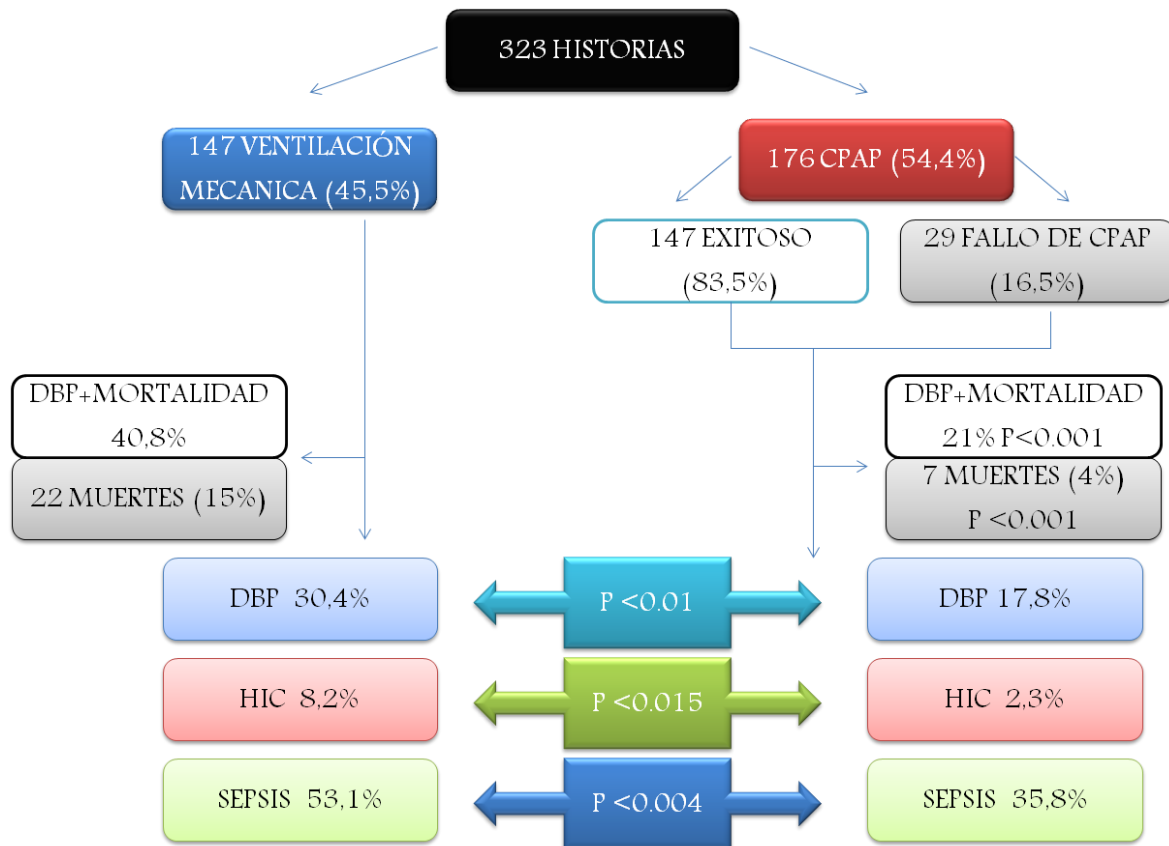 323 HISTORIAS
147 VENTILACIÓN
MECANICA (45,5%)
176 CPAP (54,4%)
147 EXITOSO
(83,5%)
29 FALLO DE CPAP
(16,5%)
DBP+MORTALIDAD
40,8%
22 MUERTES (15%)
DBP+MORTALIDAD
21% P<0.001
7 MUERTES (4%)
P <0.001
DBP 30,4%
P <0.01
DBP 17,8%
HIC 8,2%
P <0.015
HIC 2,3%
SEPSIS 53,1%
P <0.004
SEPSIS 35,8%